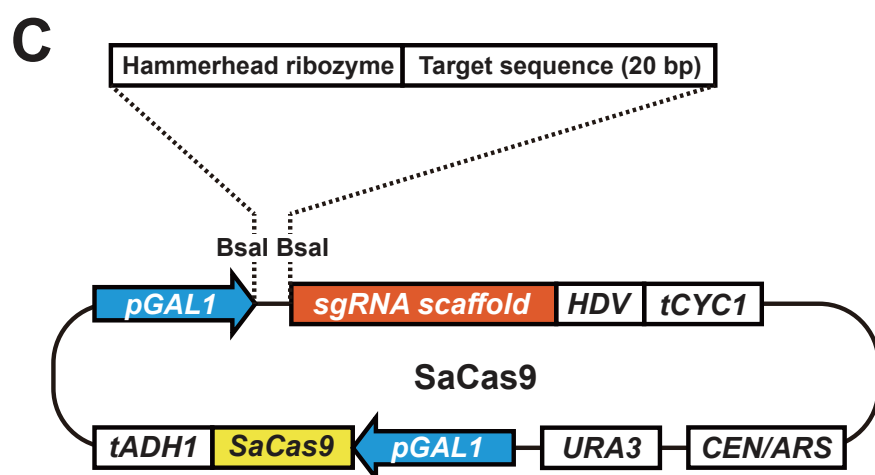 C
Hammerhead ribozyme Target sequence (20 bp)
BsaI BsaI
pGAL1 sgRNA scaffold HDV tCYC1
SaCas9
tADH1 SaCas9 pGAL1 URA3 CEN/ARS